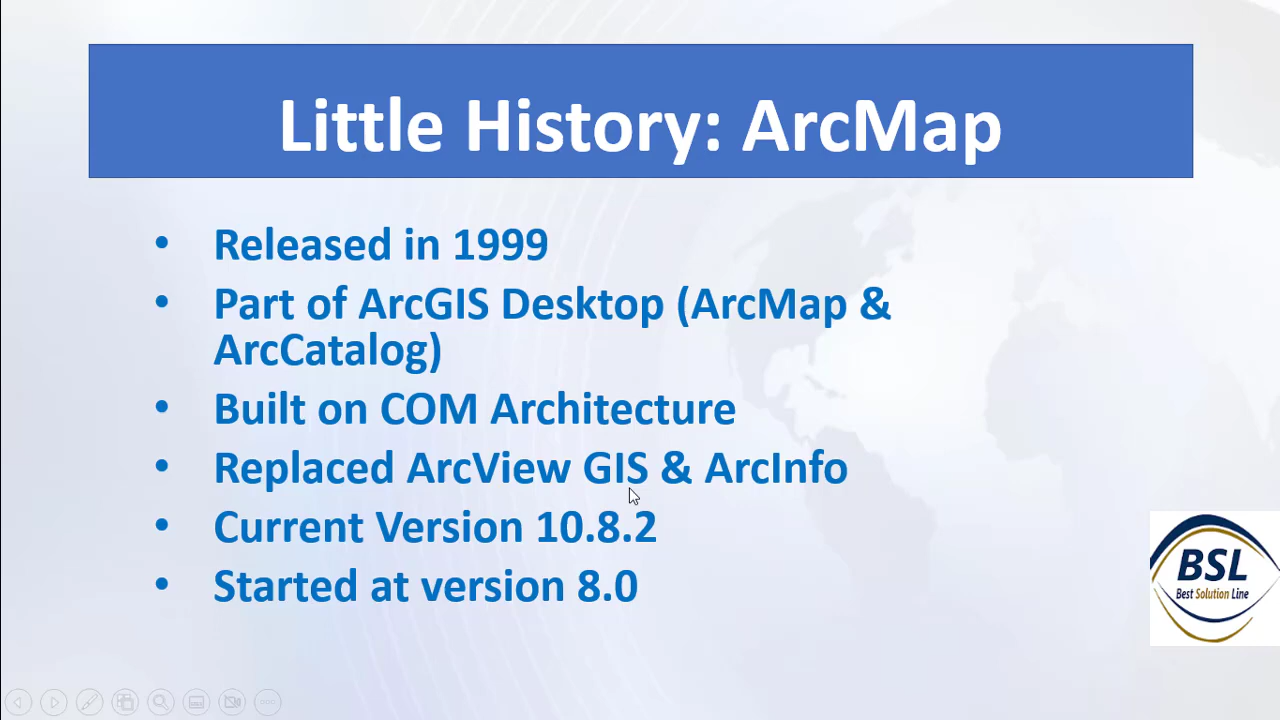 Little History: ArcMap
• Released in 1999
• Part of ArcGIS Desktop (ArcMap &
ArcCatalog)
• Built on COM Architecture
• Replaced ArcView GIS & ArcInfo
• Current Version 10.8.2
• Started at version 8.0
BSL
Best Solution Line